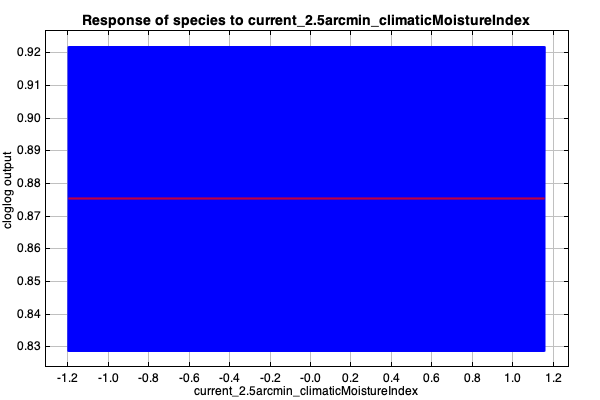 Response of species to current_2.5arcmin_climaticMoistureIndex
0.92
0.91
0.90
0.89
0.88
0.87
0.86
0.85
0.84
0.83
cloglog output
-1.2 -1.0 -0.8 -0.6 -0.4 -0.2 -0.0 0.2 0.4 0.6 0.8 1.0 1.2
current_2.5arcmin_climaticMoistureIndex